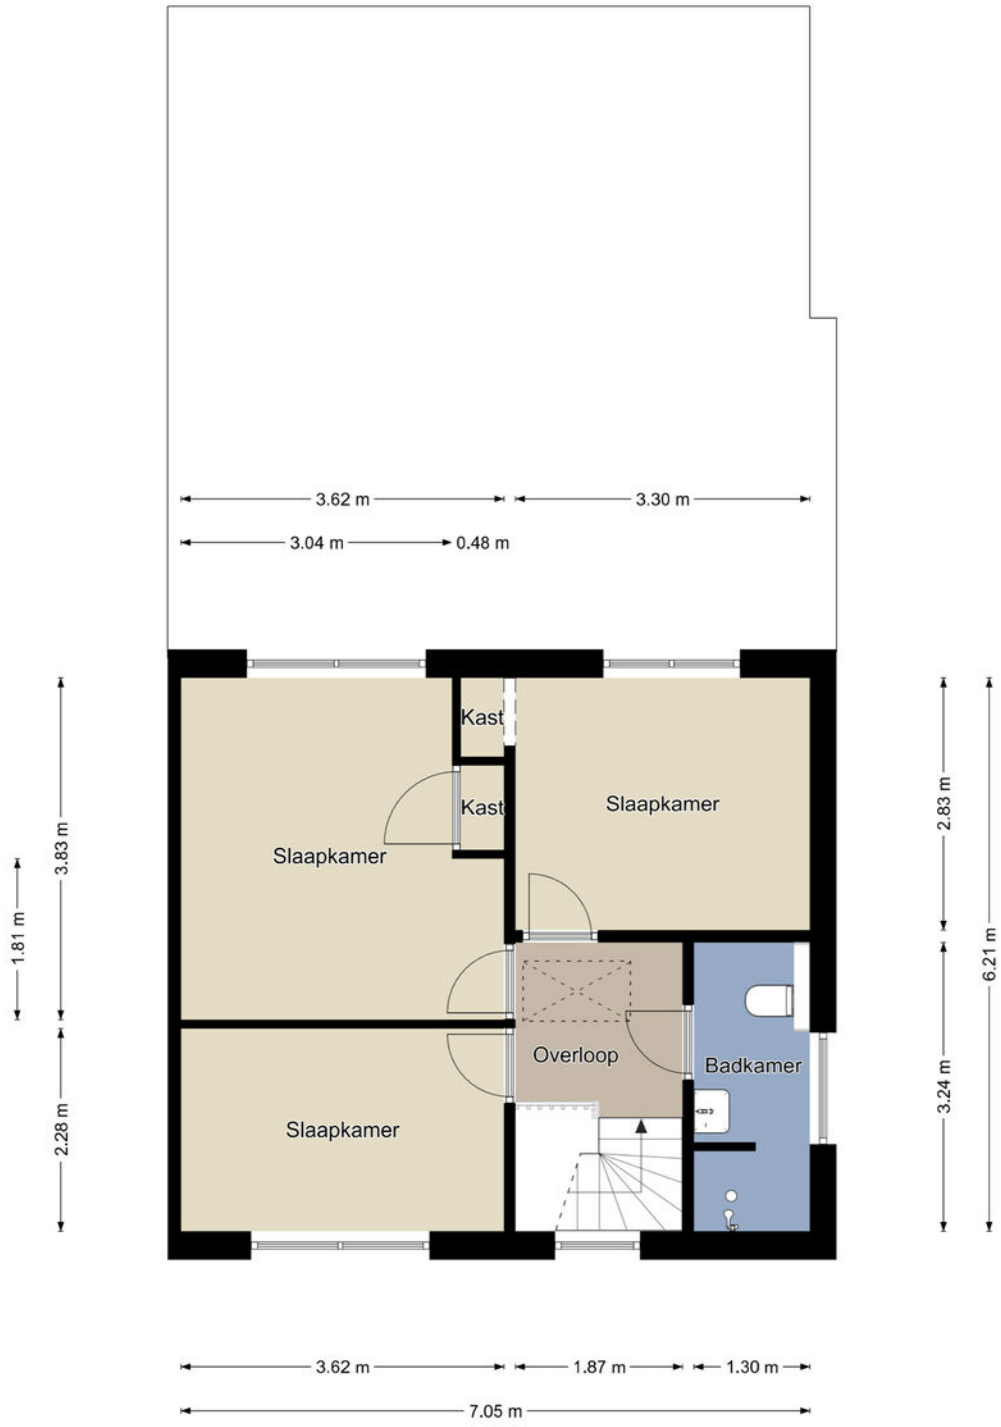 3.62 m
3.30 m
3.04 m
0.48 m
Kast
Kast
Slaapkamer
Slaapkamer
3.83 m
1.81 m
2.83 m
6.21 m
Overloop
Badkamer
Slaapkamer
2.28 m
3.24 m
3.62 m
1.87 m
1.30 m
7.05 m